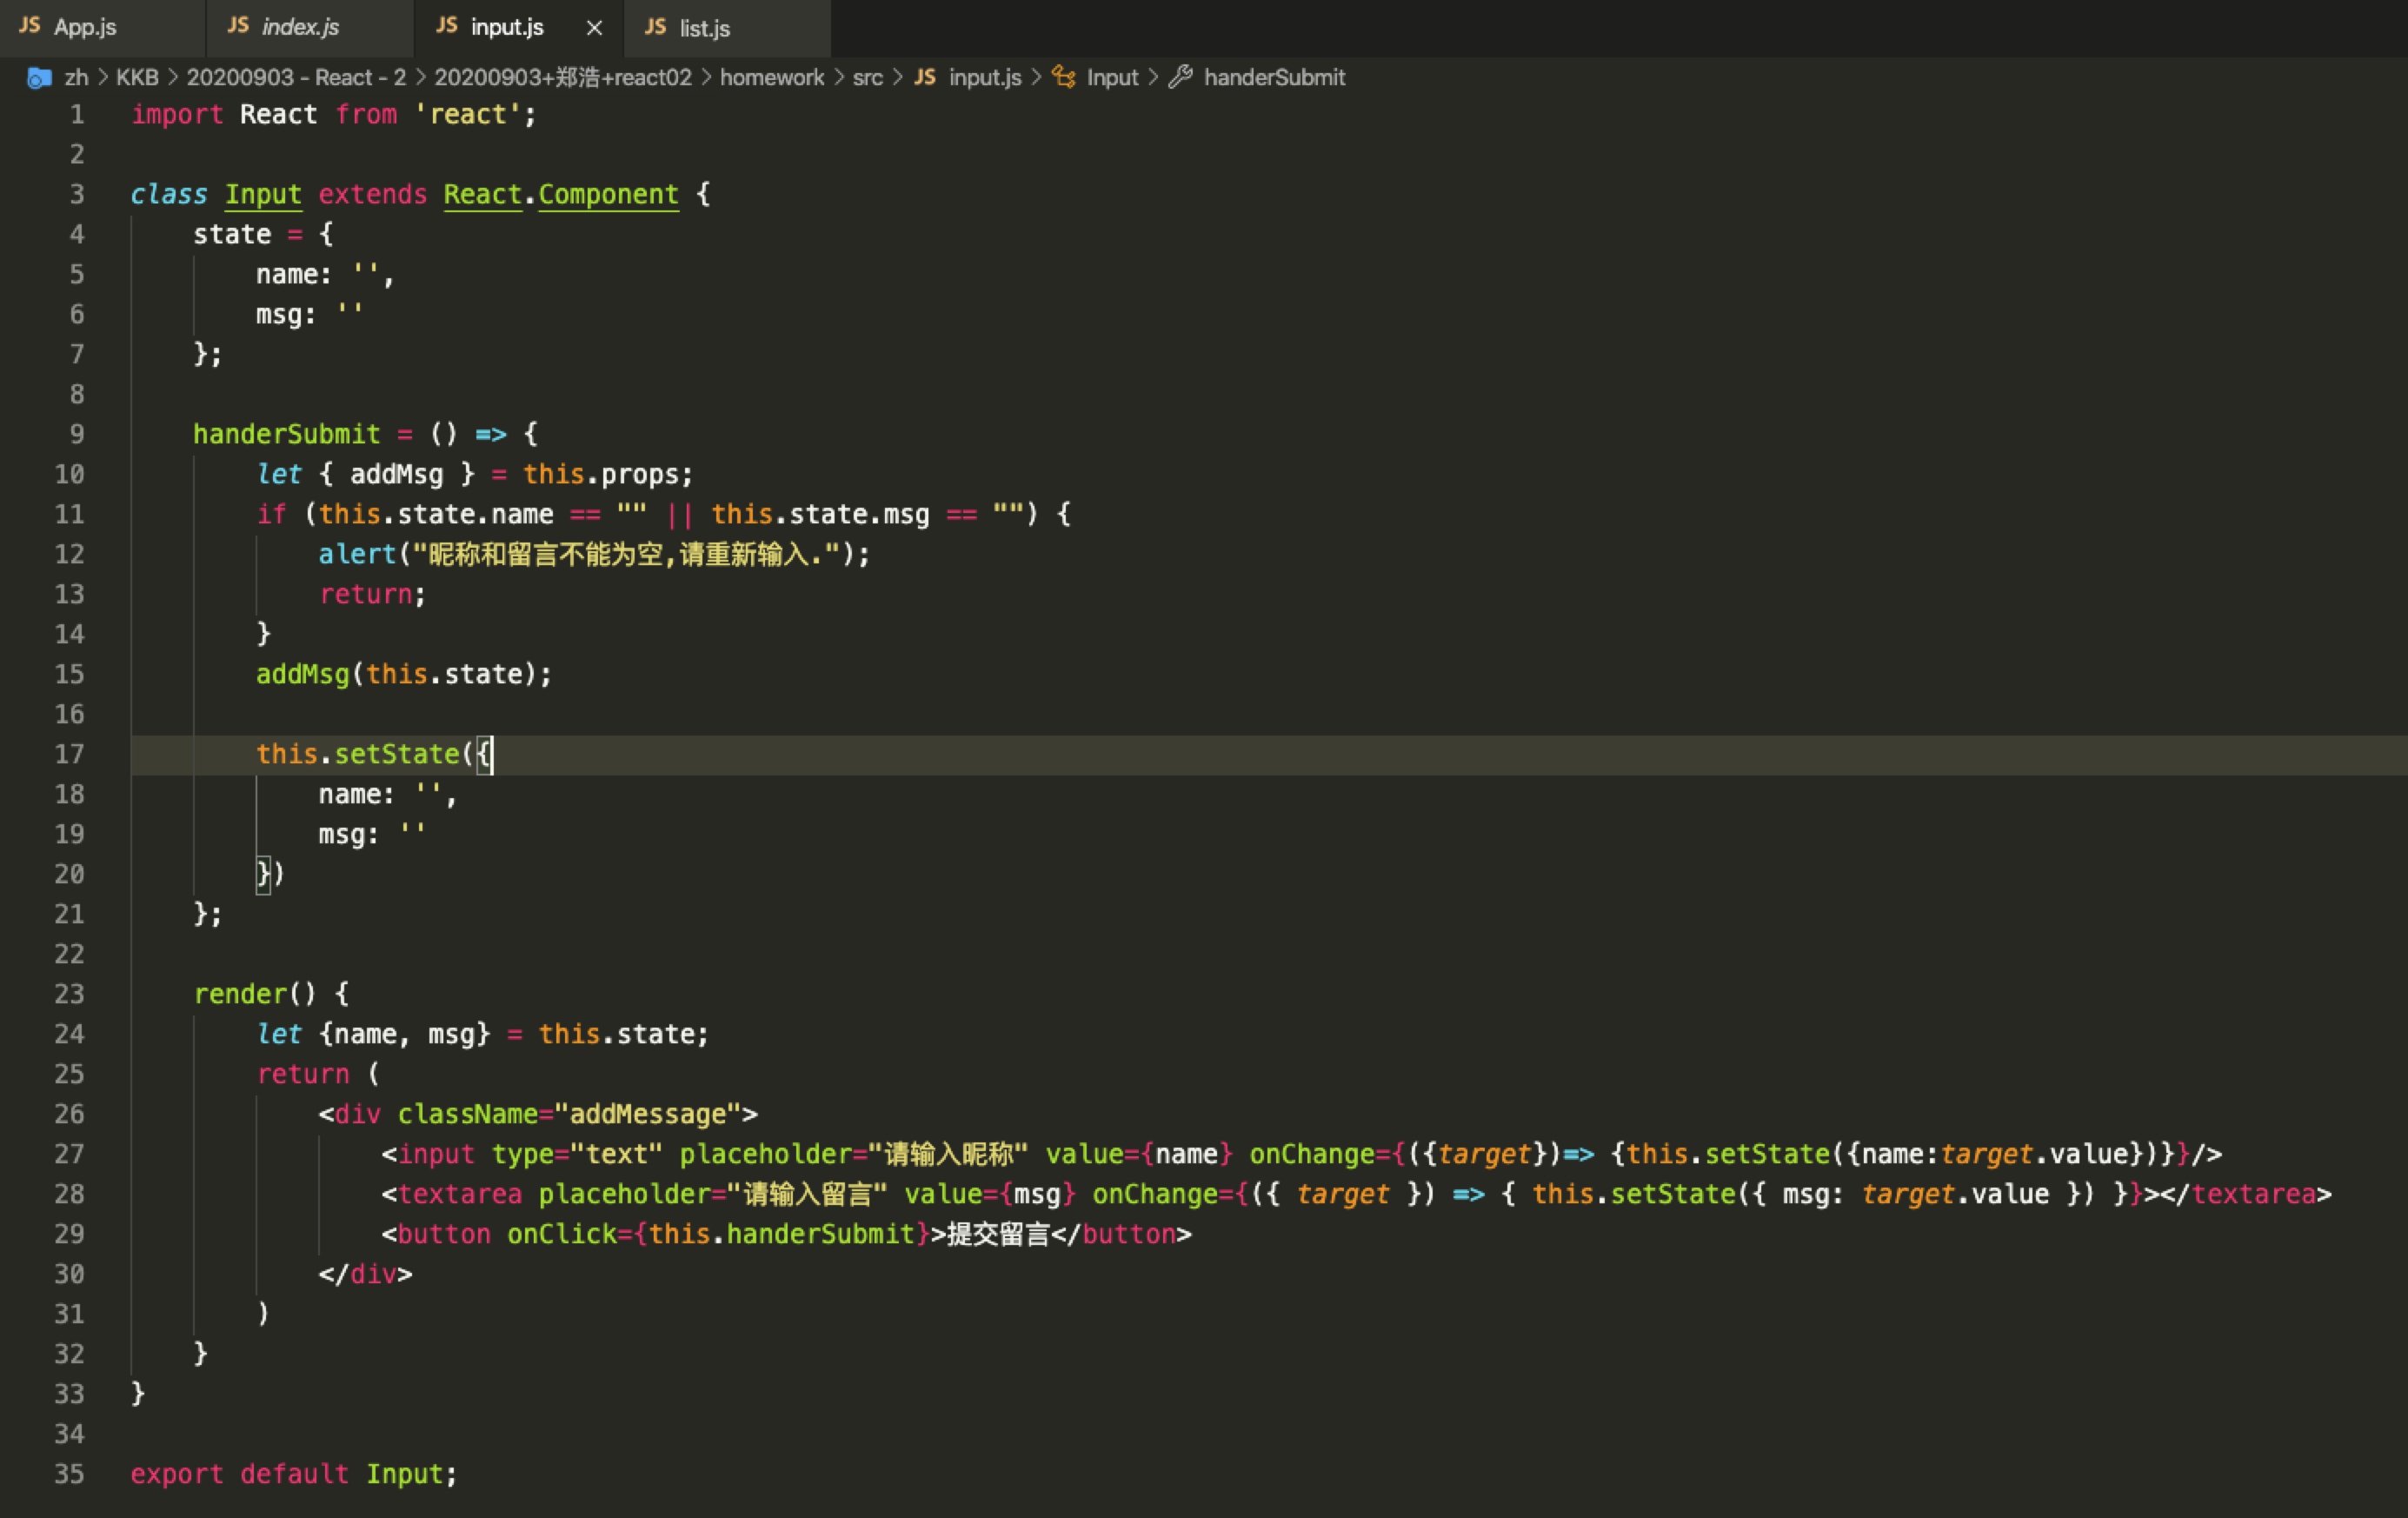 JS App.js JS index.js JS input.js × JS list.js
zh > KKB > 20200903 - React - 2 > 20200903+郑浩+react02 > homework > src > JS input.js > Input > handerSubmit
1 import React from 'react';
2
3 class Input extends React.Component {
4 state = {
5 name: '',
6 msg: ''
7 };
8
9 handerSubmit = () => {
10 let { addMsg } = this.props;
11 if (this.state.name == "" || this.state.msg == "") {
12 alert("昵称和留言不能为空,请重新输入.");
13 return;
14 }
15 addMsg(this.state);
16
17 this.setState({
18 name: '',
19 msg: ''
20 })
21 };
22
23 render() {
24 let {name, msg} = this.state;
25 return (
26 <div className="addMessage">
27 <input type="text" placeholder="请输入昵称" value={name} onChange={({target})=> {this.setState({name:target.value})}}/>
28 <textarea placeholder="请输入留言" value={msg} onChange={({ target }) => { this.setState({ msg: target.value }) }}></textarea>
29 <button onClick={this.handerSubmit}>提交留言</button>
30 </div>
31 )
32 }
33 }
34
35 export default Input;